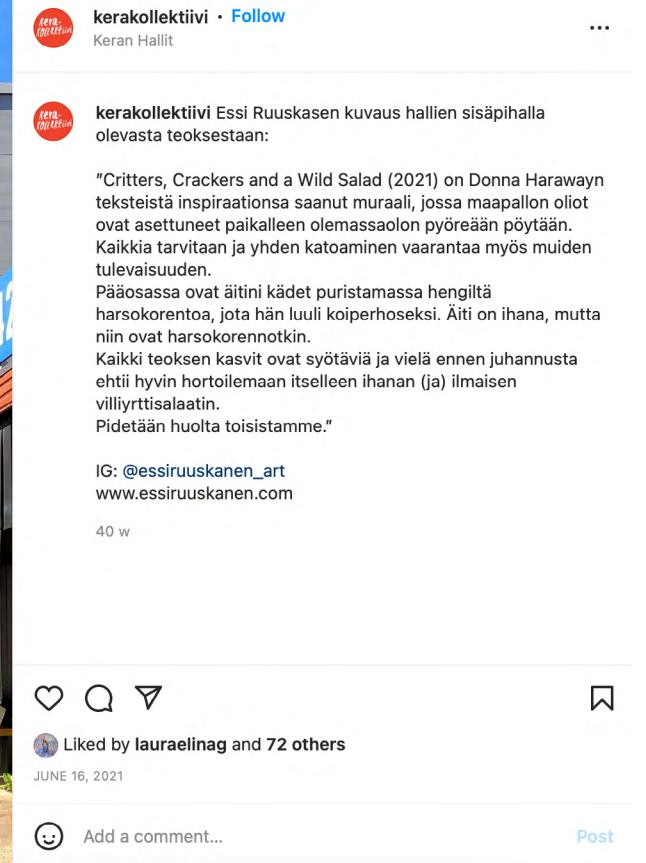 kera-
kollektiivi
kerakollektiivi • Follow
Keran Hallit
kera-
kollektiivi
kerakollektiivi Essi Ruuskasen kuvaus hallien sisäpihalla
olevasta teoksestaan:
"Critters, Crackers and a Wild Salad (2021) on Donna Harawayn
teksteistä inspiraationsa saanut muraali, jossa maapallon oliot
ovat asettuneet paikalleen olemassaolon pyöreään pöytään.
Kaikkia tarvitaan ja yhden katoaminen vaarantaa myös muiden
tulevaisuuden.
Pääosassa ovat äitini kädet puristamassa hengiltä
harsokorentoa, jota hän luuli koiperhoseksi. Äiti on ihana, mutta
niin ovat harsokorennotkin.
Kaikki teoksen kasvit ovat syötäviä ja vielä ennen juhannusta
ehtii hyvin hortoilemaan itselleen ihanan (ja) ilmaisen
villiyrttisalaatin.
Pidetään huolta toisistamme."
IG: @essiruuskanen_art
www.essiruuskanen.com
40 w
Liked by lauraelinag and 72 others
JUNE 16, 2021
Add a comment... Post